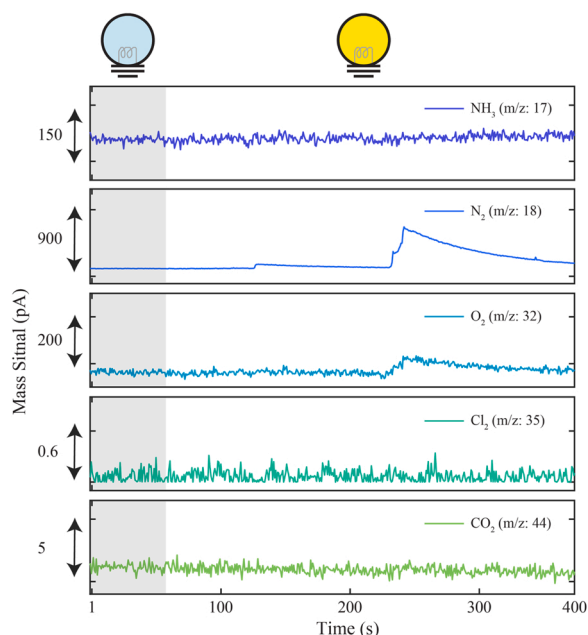 NH₃ (m/z: 17)
150
N₂ (m/z: 18)
900
O₂ (m/z: 32)
200
Cl₂ (m/z: 35)
0.6
CO₂ (m/z: 44)
5
Mass Sitnal (pA)
1 100 200 300 400
Time (s)